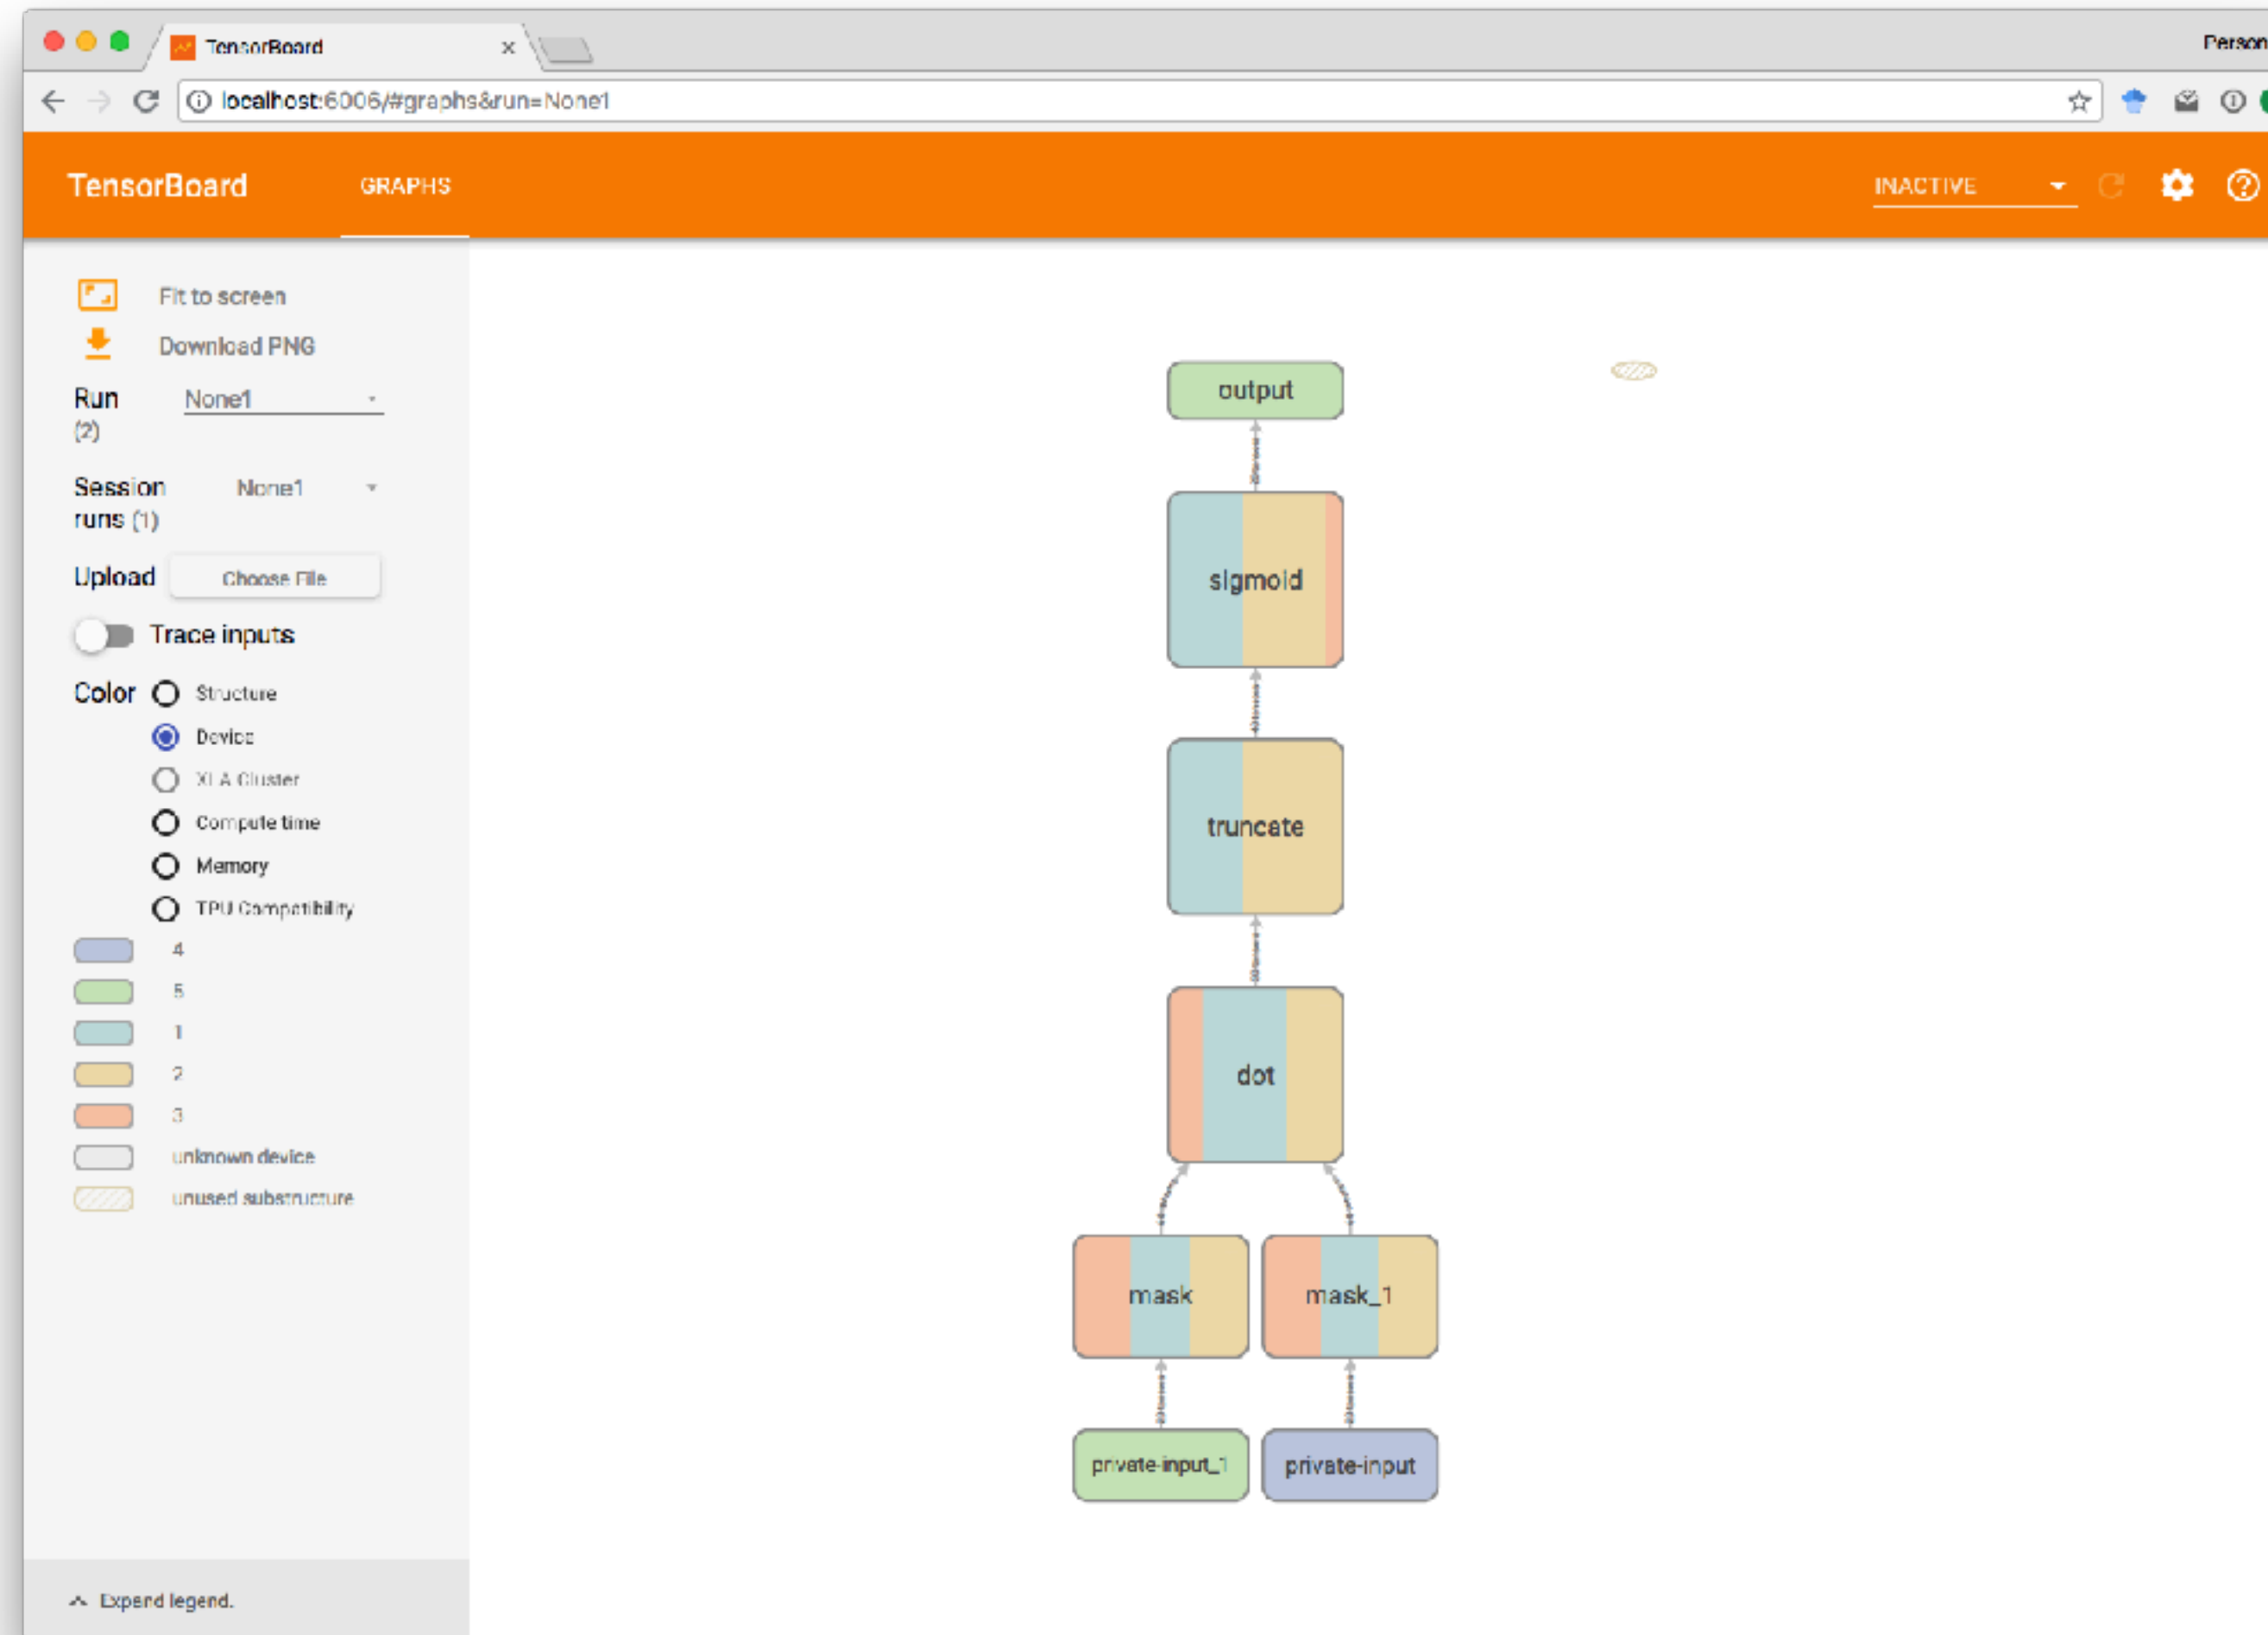 TensorBoard
Person
localhost:6006/#graphs&run=None1
TensorBoard
GRAPHS
INACTIVE
Fit to screen
Download PNG
Run
(2)
None1
Session
runs (1)
None1
Upload
Choose File
Trace inputs
Color
Structure
Device
XLA Cluster
Compute time
Memory
TPU Compatibility
4
5
1
2
3
unknown device
unused substructure
Expand legend.
output
sigmoid
truncate
dot
mask
mask_1
private-input_1
private-input